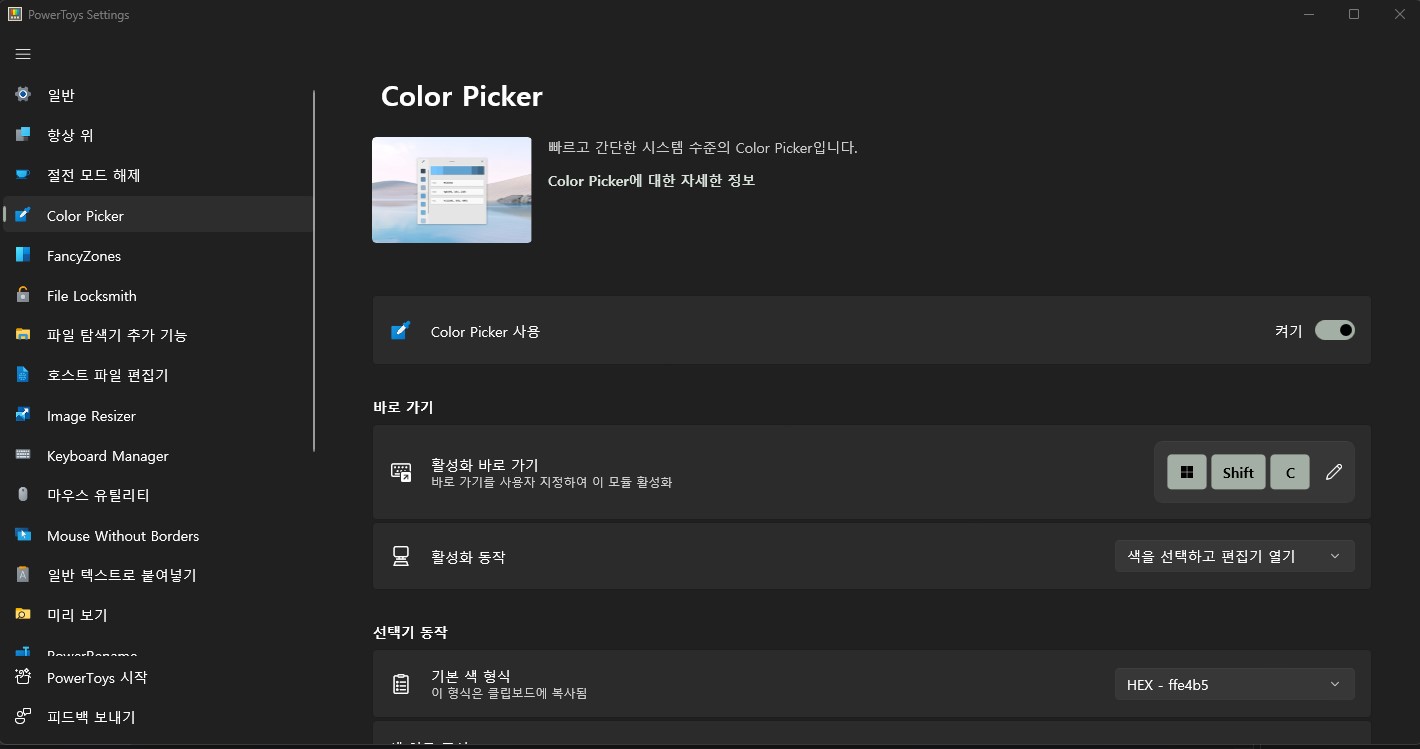 PowerToys Settings
일반
항상 위
절전 모드 해제
Color Picker
FancyZones
File Locksmith
파일 탐색기 추가 기능
호스트 파일 편집기
Image Resizer
Keyboard Manager
마우스 유틸리티
Mouse Without Borders
일반 텍스트로 붙여넣기
미리 보기
PowerRename
PowerToys 시작
피드백 보내기
Color Picker
빠르고 간단한 시스템 수준의 Color Picker입니다.
Color Picker에 대한 자세한 정보
Color Picker 사용
켜기
바로 가기
활성화 바로 가기
바로 가기를 사용자 지정하여 이 모듈 활성화
Shift
C
활성화 동작
색을 선택하고 편집기 열기
선택기 동작
기본 색 형식
이 형식은 클립보드에 복사됨
HEX - ffe4b5